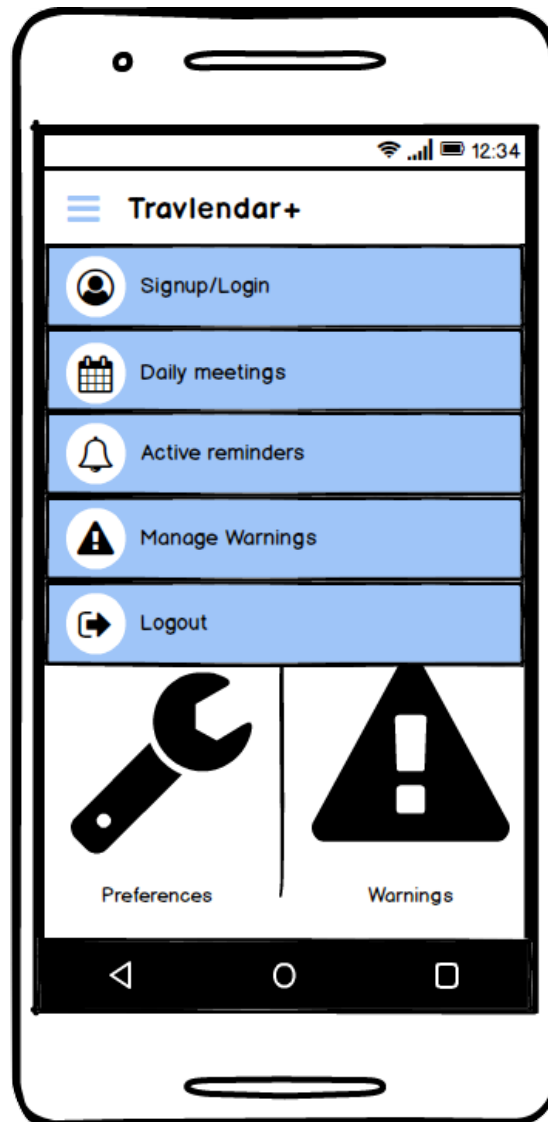 12:34
Travlendar+
Signup/Login
Daily meetings
Active reminders
Manage Warnings
Logout
Preferences
Warnings